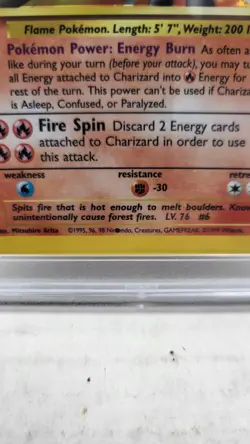 Flame Pokémon. Length: 5' 7", Weight: 200
Pokémon Power: Energy Burn As often a
like during your turn (before your attack), you may tu
all Energy attached to Charizard into Energy for
rest of the turn. This power can't be used if Chariza
is Asleep, Confused, or Paralyzed.
Fire Spin Discard 2 Energy cards
attached to Charizard in order to use
this attack.
weakness resistance retre
-30
Spits fire that is hot enough to melt boulders. Know
unintentionally cause forest fires. LV. 76 #6
Mitsuhiro Arita ©1995, 96, 98 Nintendo, Creatures, GAMEFREAK. ©1999 Wizards